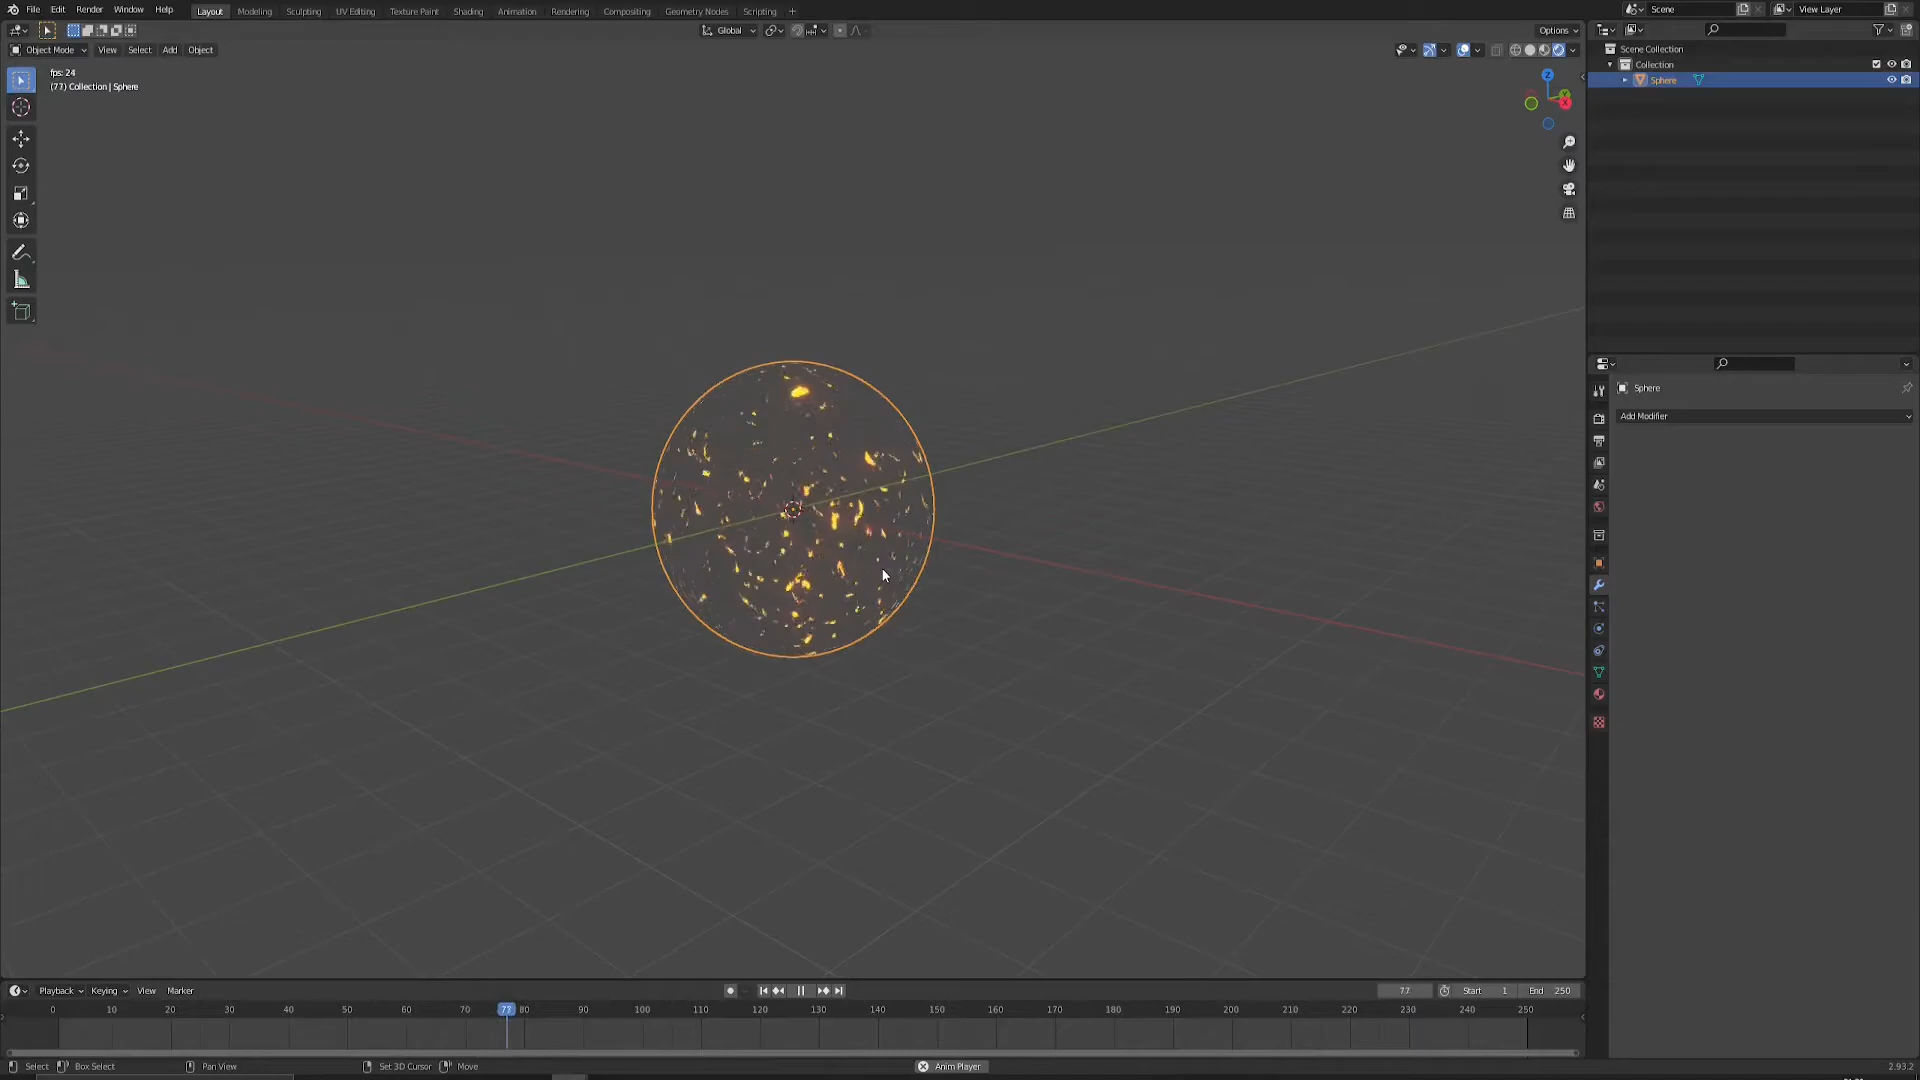 File Edit Render Window Help
Layout Modeling Sculpting UV Editing Texture Paint Shading Animation Rendering Compositing Geometry Nodes Scripting +
Scene
View Layer
Global
Options
Object Mode View Select Add Object
fps: 24
(77) Collection | Sphere
Z
Y
X
Scene Collection
Collection
Sphere
Sphere
Add Modifier
Playback Keying View Marker
77
Start 1
End 250
0 10 20 30 40 50 60 70 77 80 90 100 110 120 130 140 150 160 170 180 190 200 210 220 230 240 250
Select Box Select Pan View Set 3D Cursor Move
Anim Player
2.93.2